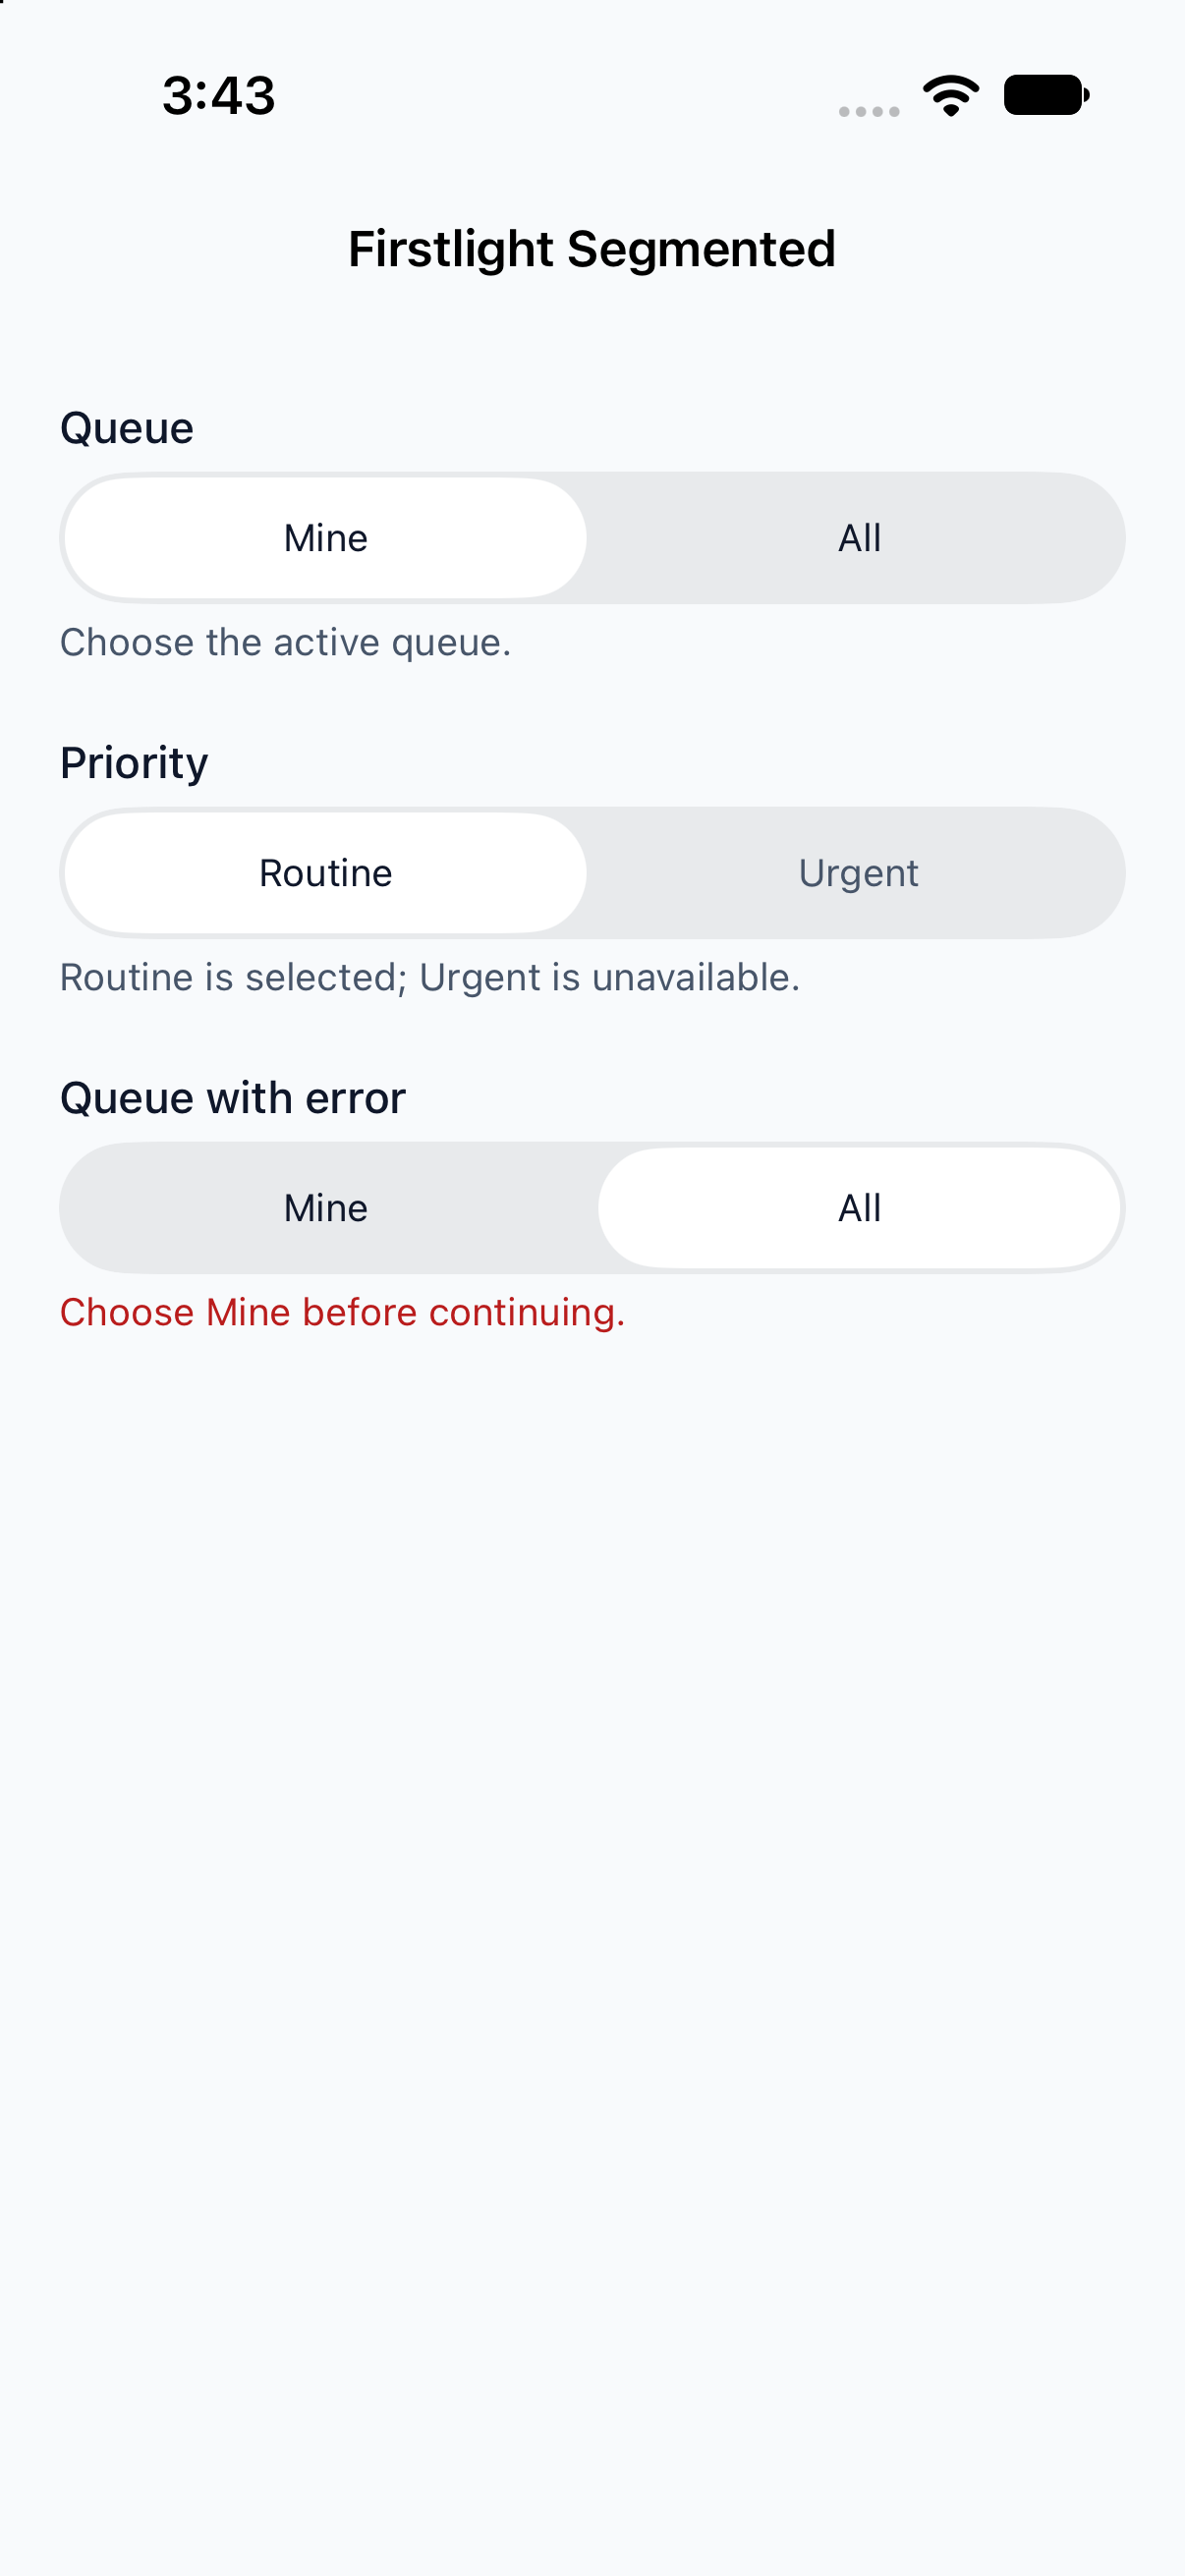 3:43
Firstlight Segmented
Queue
Mine All
Choose the active queue.
Priority
Routine Urgent
Routine is selected; Urgent is unavailable.
Queue with error
Mine All
Choose Mine before continuing.